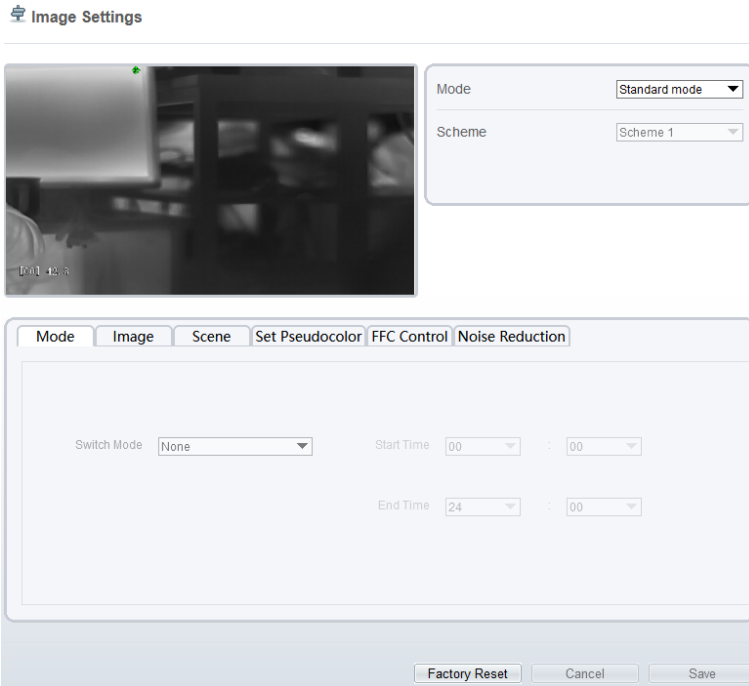 Image Settings
Mode Standard mode
Scheme Scheme 1
Mode Image Scene Set Pseudocolor FFC Control Noise Reduction
Switch Mode None Start Time 00 : 00
End Time 24 : 00
Factory Reset Cancel Save